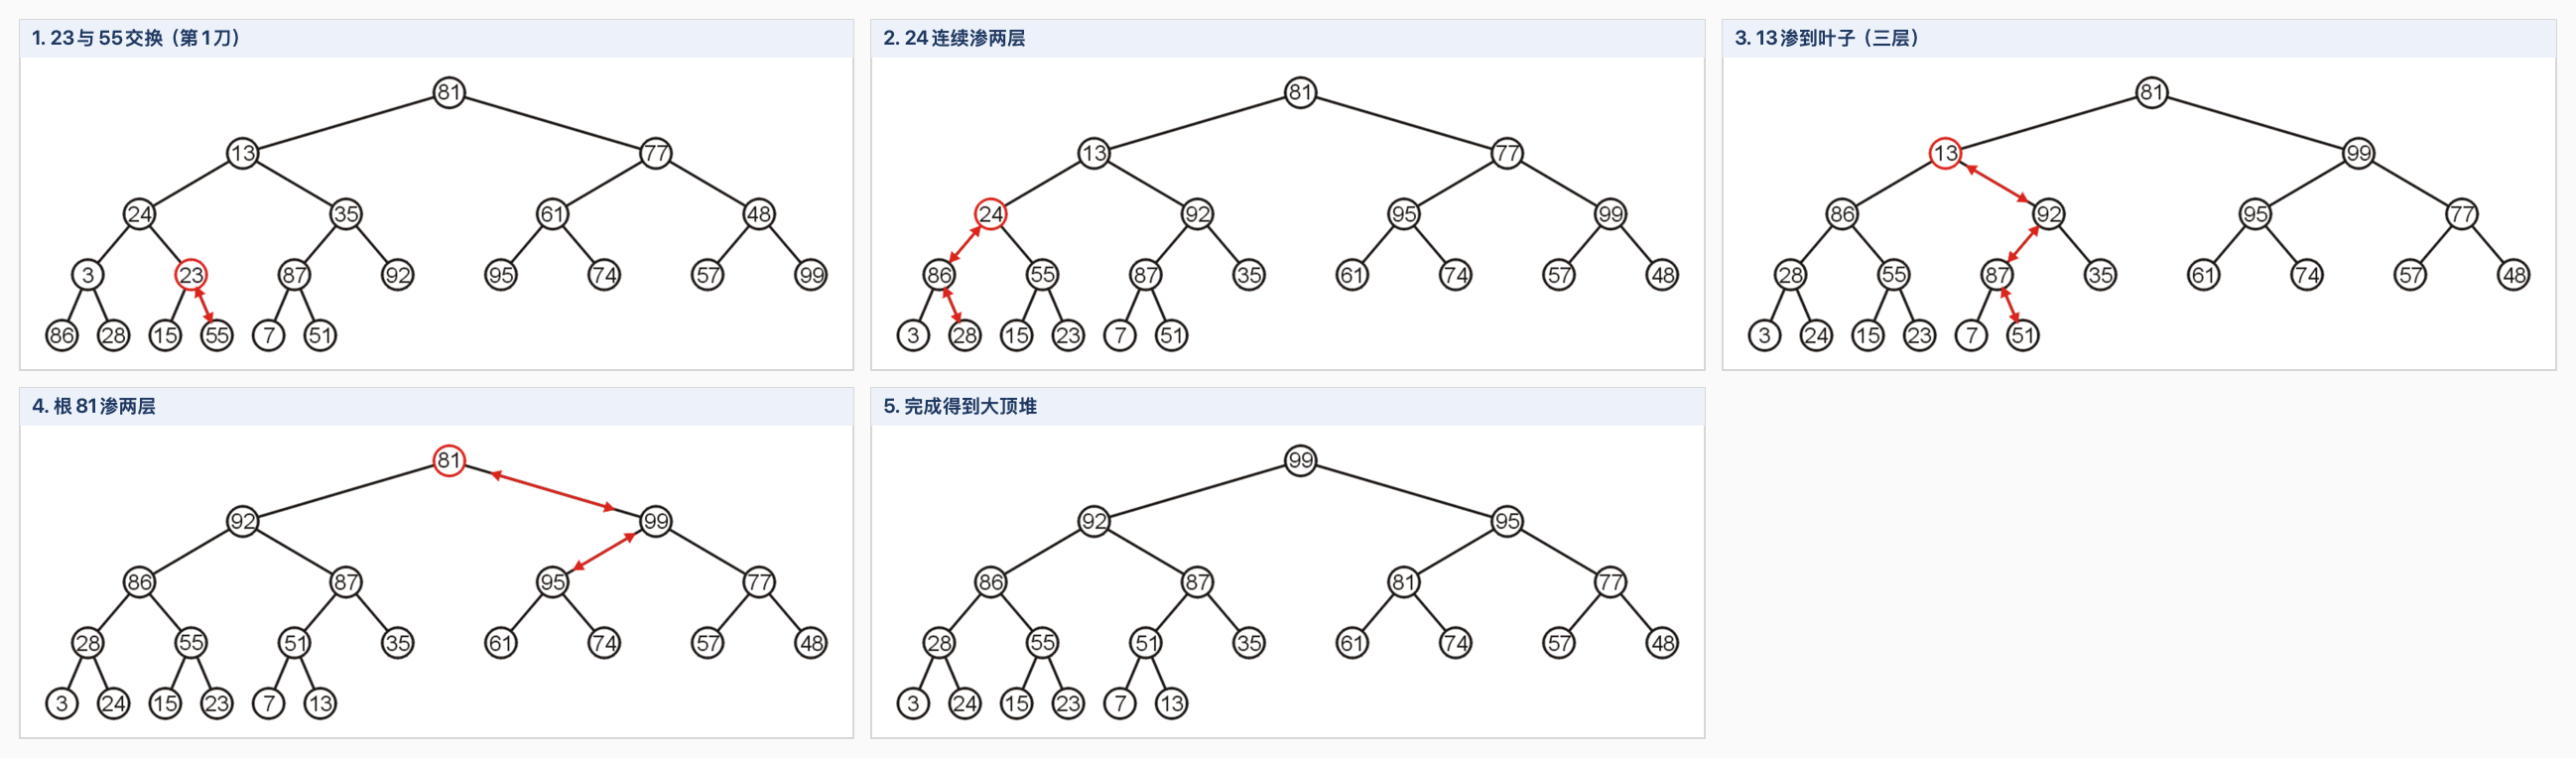 1. 23与55交换（第1刀）
81
13 77
24 35 61 48
3 23 87 92 95 74 57 99
86 28 15 55 7 51
2. 24连续渗两层
81
13 77
24 92 95 99
86 55 87 35 61 74 57 48
3 28 15 23 7 51
3. 13渗到叶子（三层）
81
13 99
86 92 95 77
28 55 87 35 61 74 57 48
3 24 15 23 7 51
4. 根81渗两层
81
92 99
86 87 95 77
28 55 51 35 61 74 57 48
3 24 15 23 7 13
5. 完成得到大顶堆
99
92 95
86 87 81 77
28 55 51 35 61 74 57 48
3 24 15 23 7 13